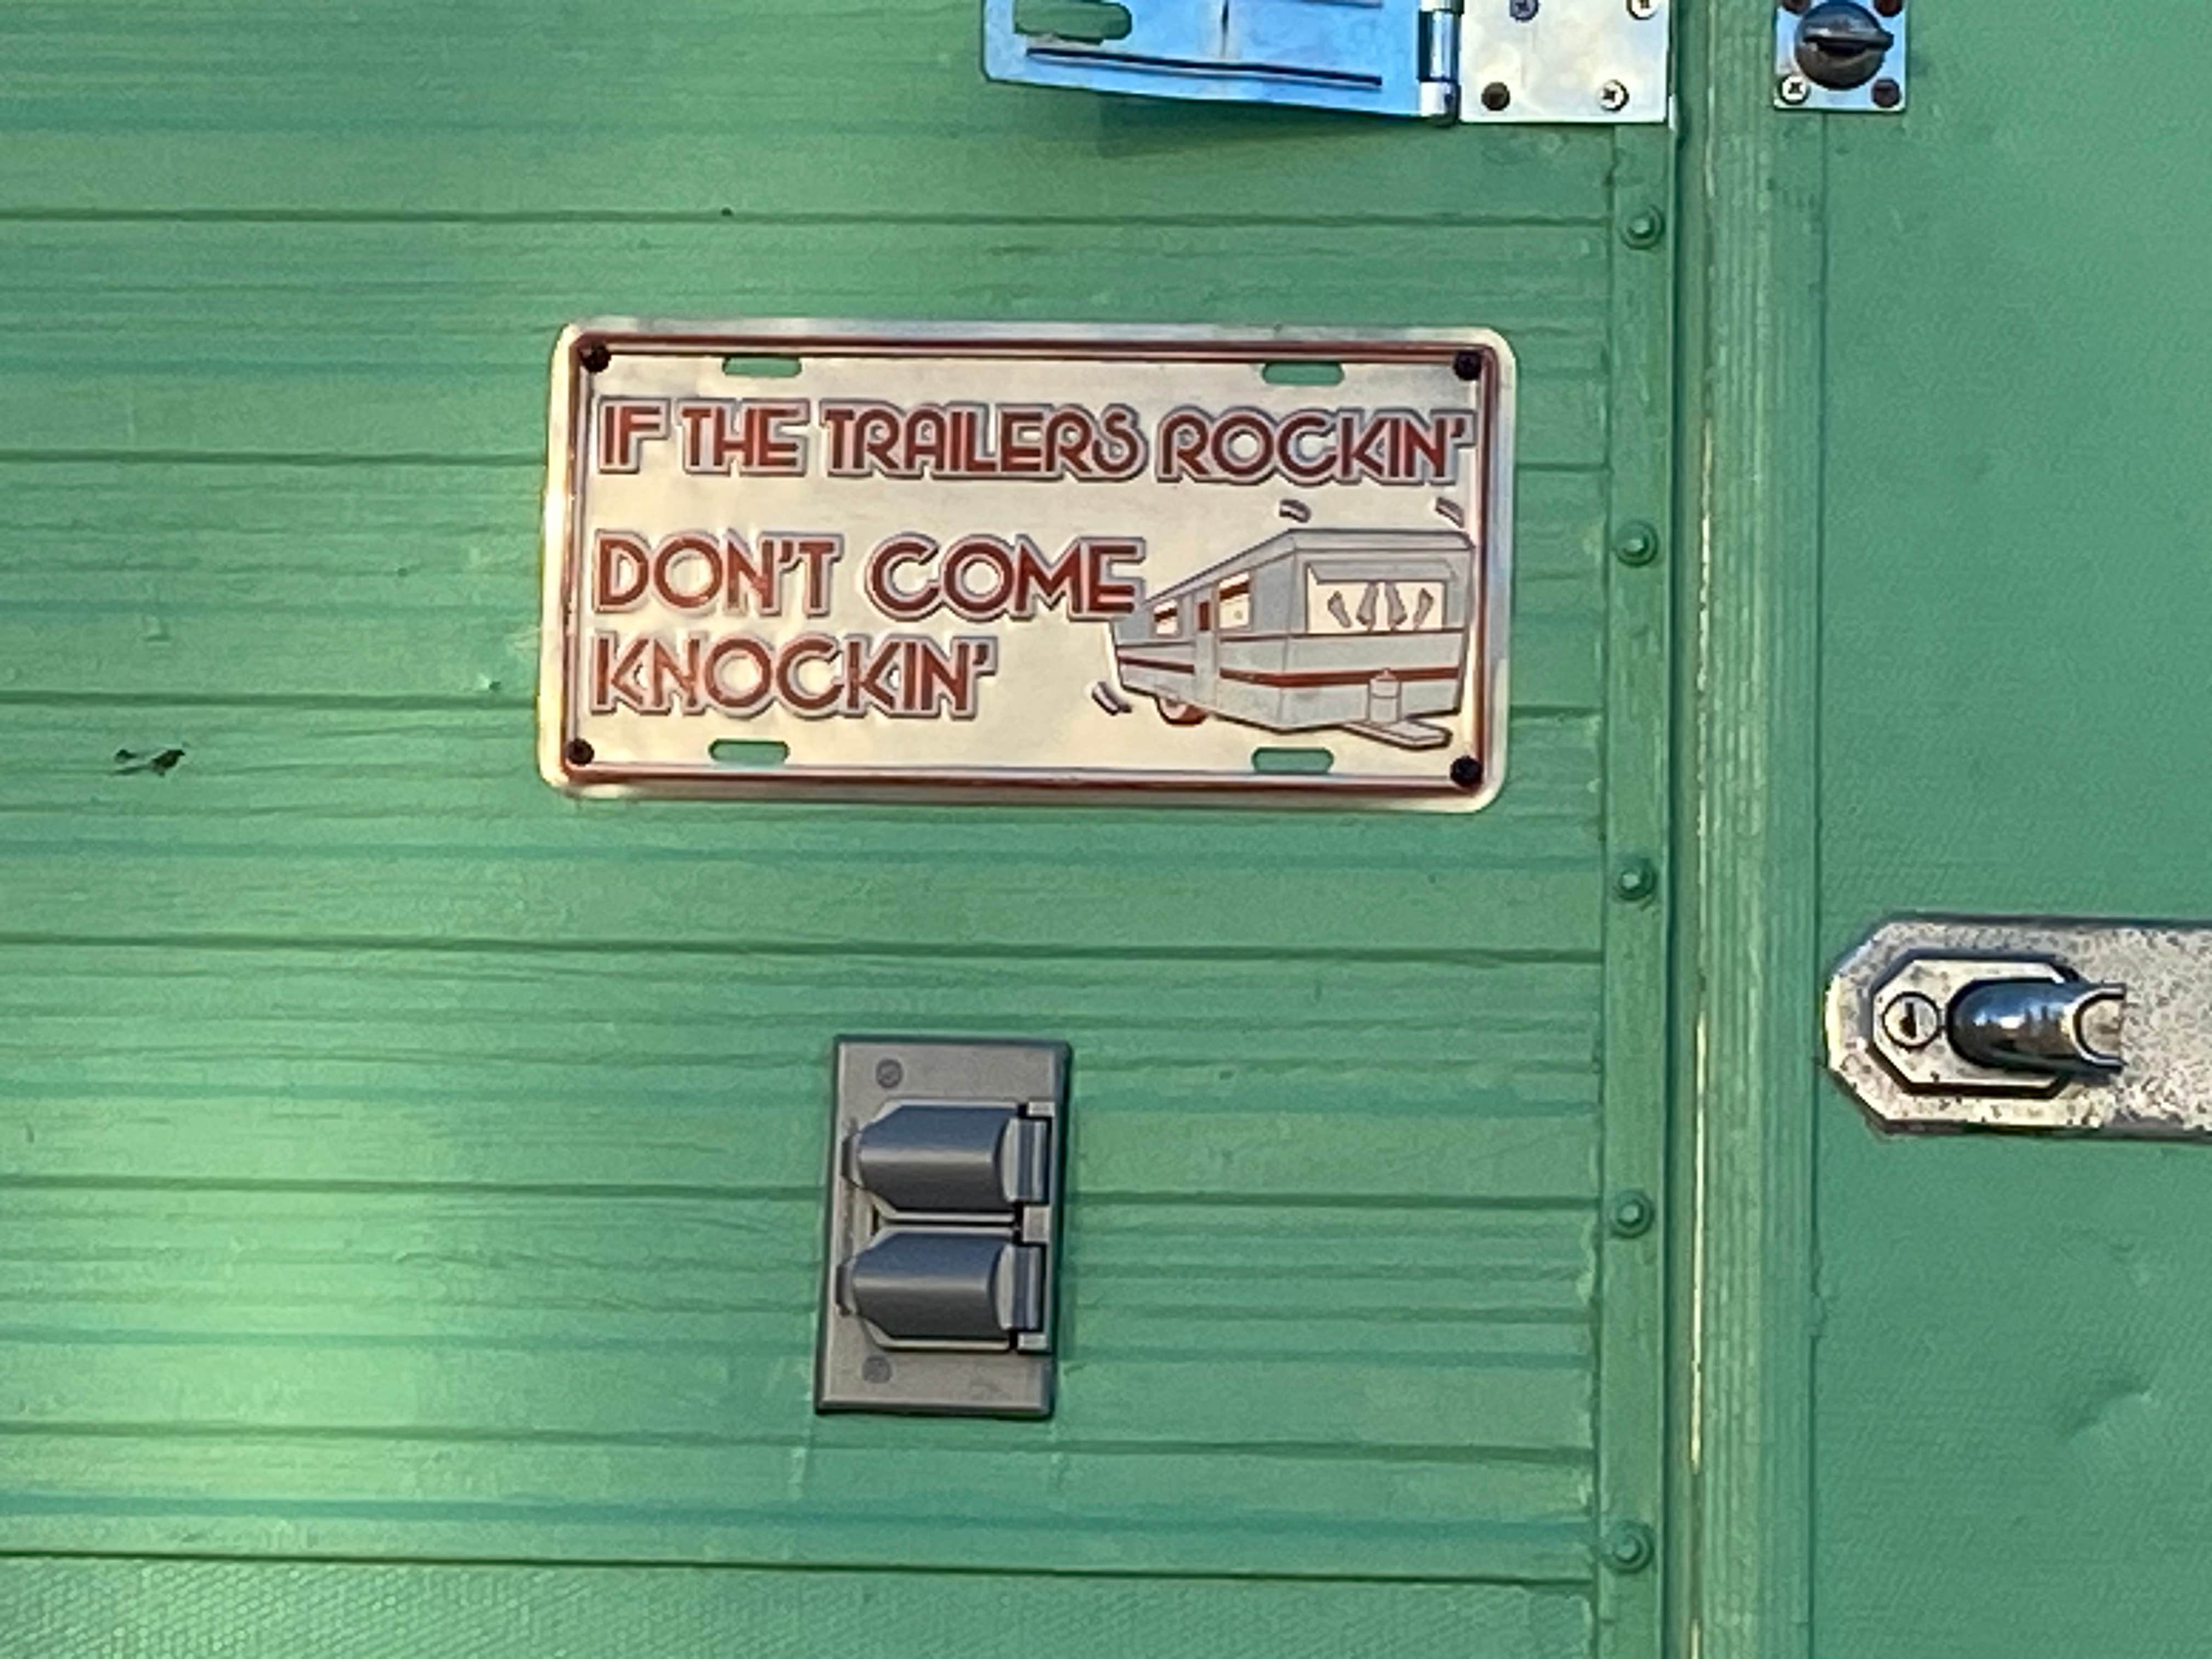 IF THE TRAILERS ROCKIN'
DON'T COME
KNOCKIN'